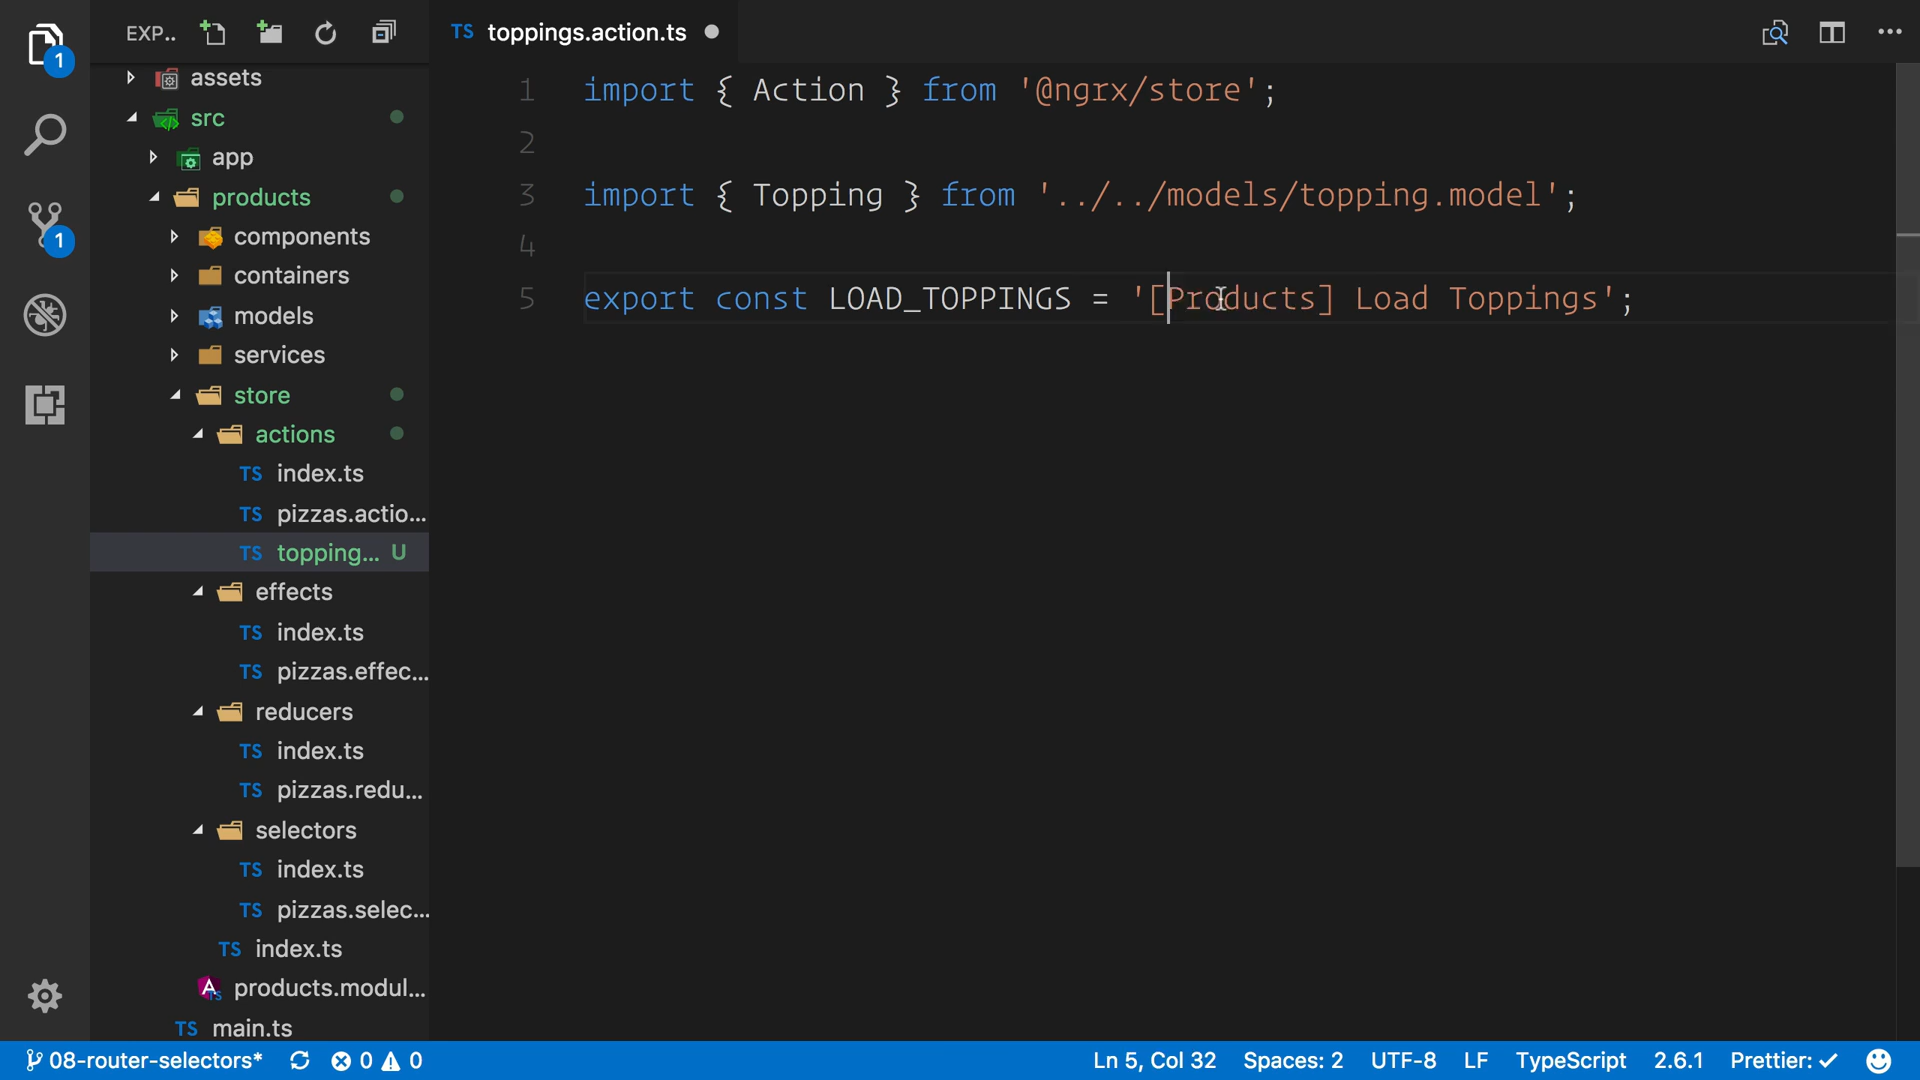 EXP..
TS toppings.action.ts
1
1
assets
src
app
products
components
containers
models
services
store
actions
TS index.ts
TS pizzas.actio...
TS topping... U
effects
TS index.ts
TS pizzas.effec...
reducers
TS index.ts
TS pizzas.redu...
selectors
TS index.ts
TS pizzas.selec...
TS index.ts
products.modul...
TS main.ts
1 import { Action } from '@ngrx/store';
2
3 import { Topping } from '../../models/topping.model';
4
5 export const LOAD_TOPPINGS = '[Products] Load Toppings';
08-router-selectors* 0 0 Ln 5, Col 32 Spaces: 2 UTF-8 LF TypeScript 2.6.1 Prettier: ✓